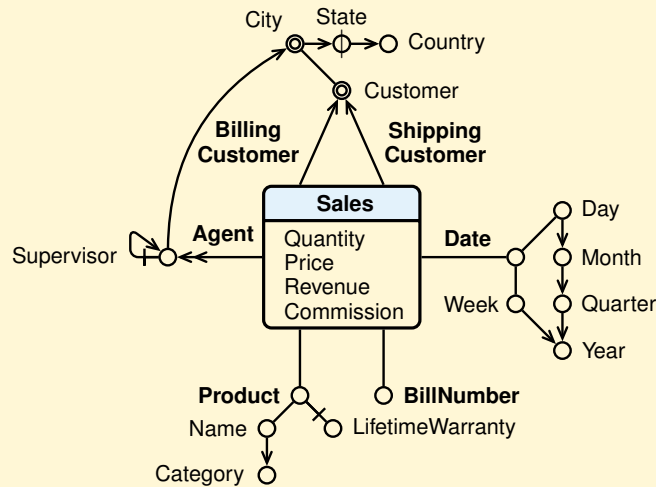 City
State
Country
Customer
Billing
Customer
Shipping
Customer
Sales
Quantity
Price
Revenue
Commission
Supervisor
Agent
Date
Day
Month
Week
Quarter
Year
Product
BillNumber
Name
LifetimeWarranty
Category